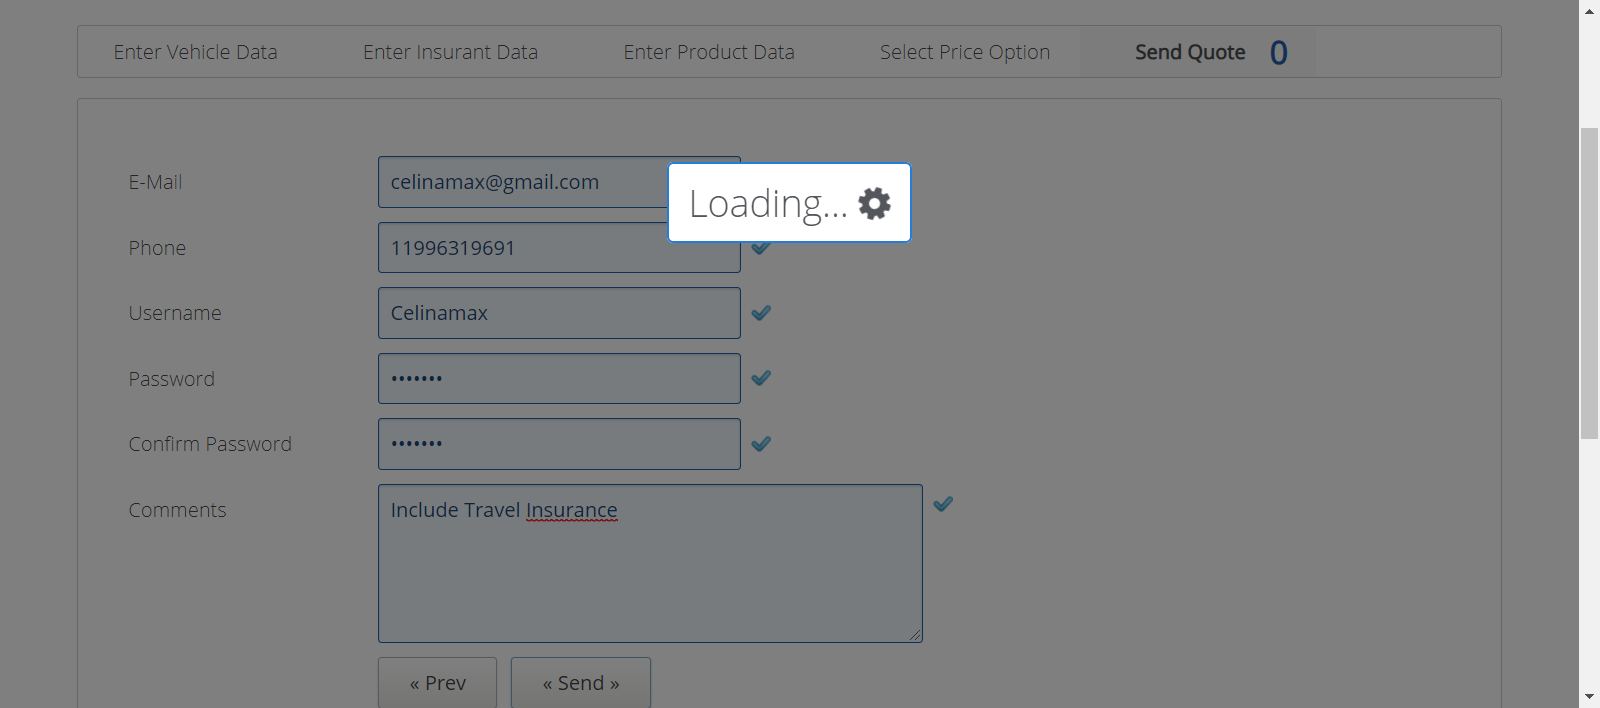 Enter Vehicle Data Enter Insurant Data Enter Product Data Select Price Option Send Quote 0
E-Mail celinamax@gmail.com
Loading...
Phone 11996319691
Username Celinamax
Password •••••••
Confirm Password •••••••
Comments Include Travel Insurance
« Prev « Send »